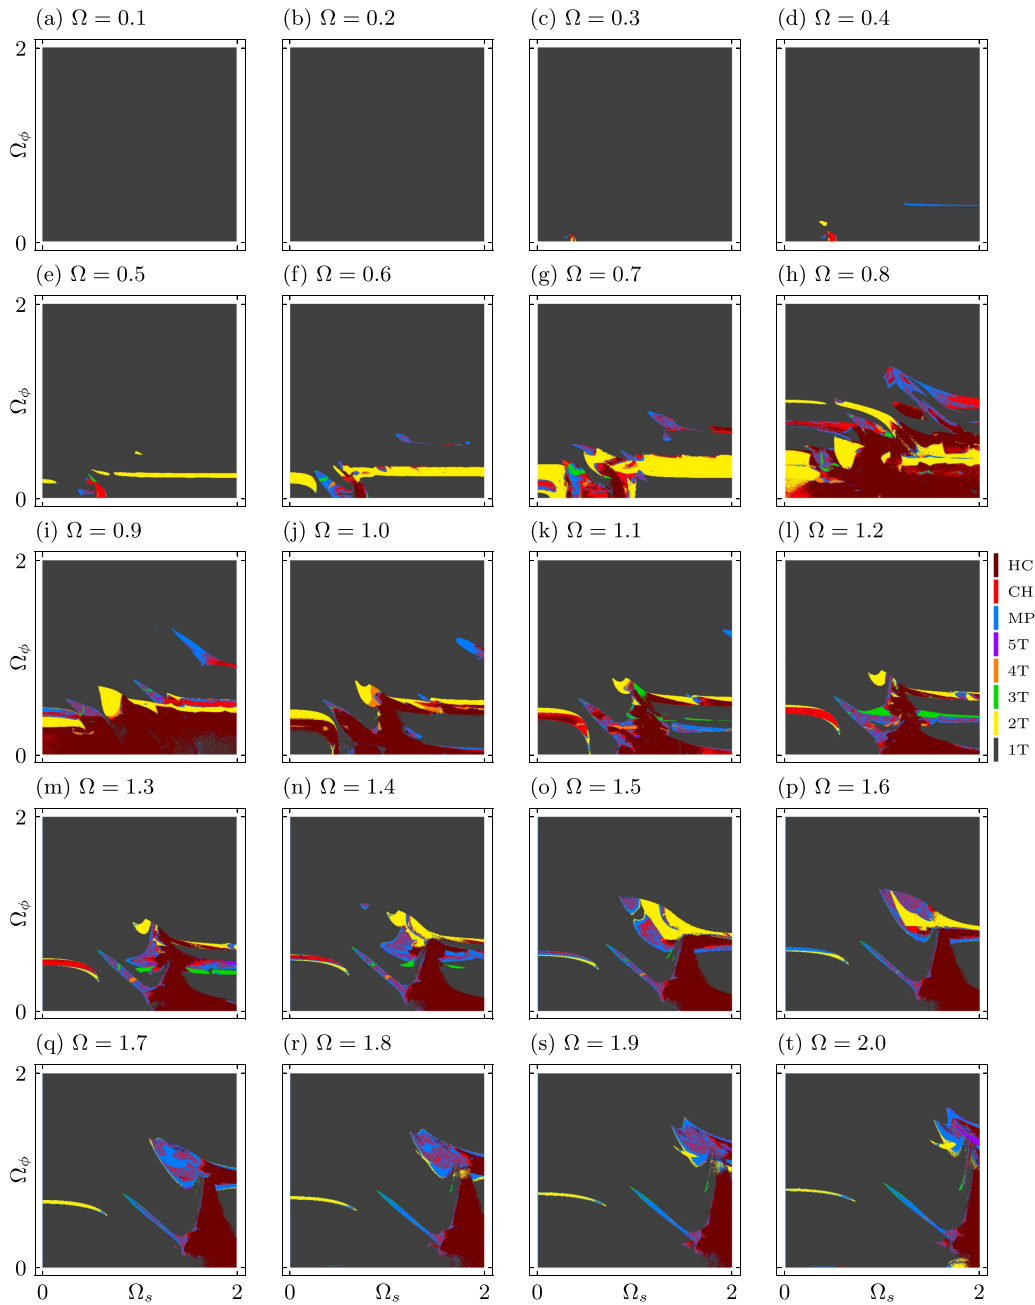 (a) Ω = 0.1 (b) Ω = 0.2 (c) Ω = 0.3 (d) Ω = 0.4
2
Ω_ϕ
0
(e) Ω = 0.5 (f) Ω = 0.6 (g) Ω = 0.7 (h) Ω = 0.8
2
Ω_ϕ
0
(i) Ω = 0.9 (j) Ω = 1.0 (k) Ω = 1.1 (l) Ω = 1.2
2
Ω_ϕ
0
HC
CH
MP
5T
4T
3T
2T
1T
(m) Ω = 1.3 (n) Ω = 1.4 (o) Ω = 1.5 (p) Ω = 1.6
2
Ω_ϕ
0
(q) Ω = 1.7 (r) Ω = 1.8 (s) Ω = 1.9 (t) Ω = 2.0
2
Ω_ϕ
0
0 Ω_s 2 0 Ω_s 2 0 Ω_s 2 0 Ω_s 2